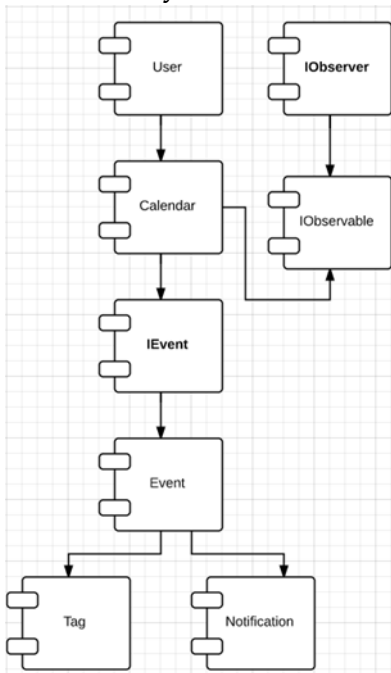 User
IObserver
Calendar
IObservable
IEvent
Event
Tag
Notification